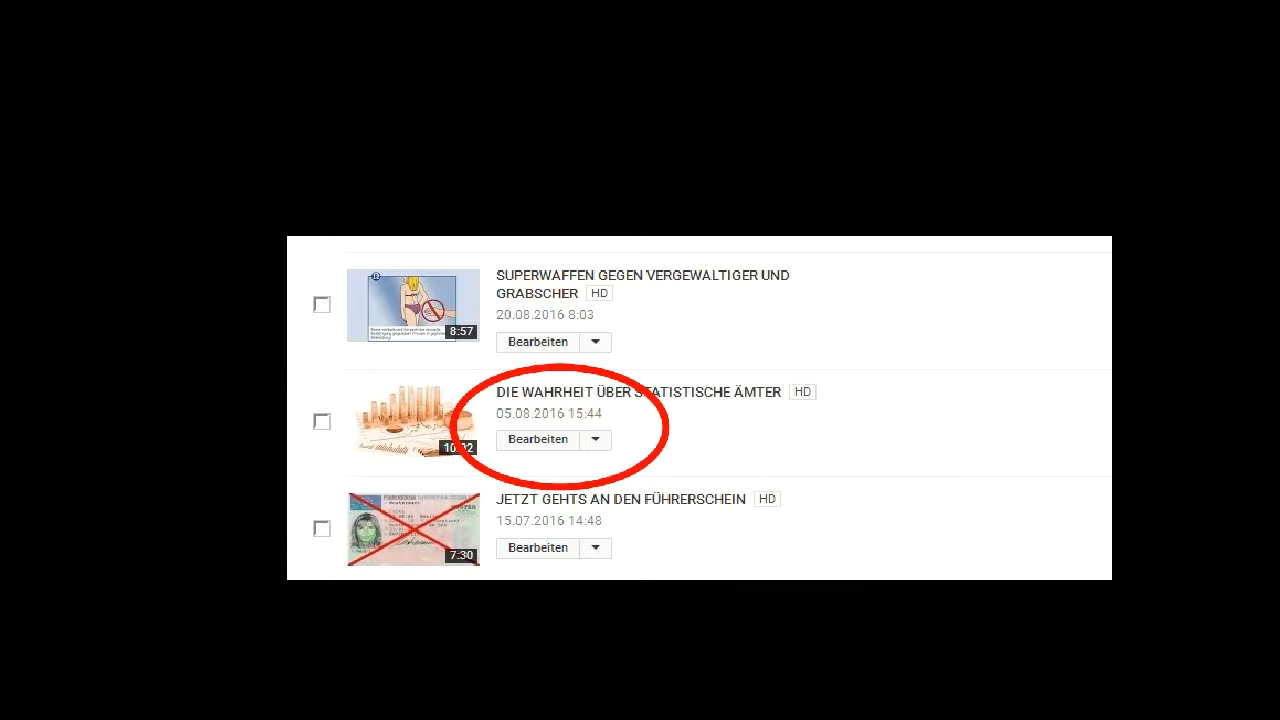 SUPERWAFFEN GEGEN VERGEWALTIGER UND
GRABSCHER HD
20.08.2016 8:03
8:57
Bearbeiten
DIE WAHRHEIT ÜBER STATISTISCHE ÄMTER HD
05.08.2016 15:44
Bearbeiten
JETZT GEHTS AN DEN FÜHRERSCHEIN HD
15.07.2016 14:48
7:30
Bearbeiten